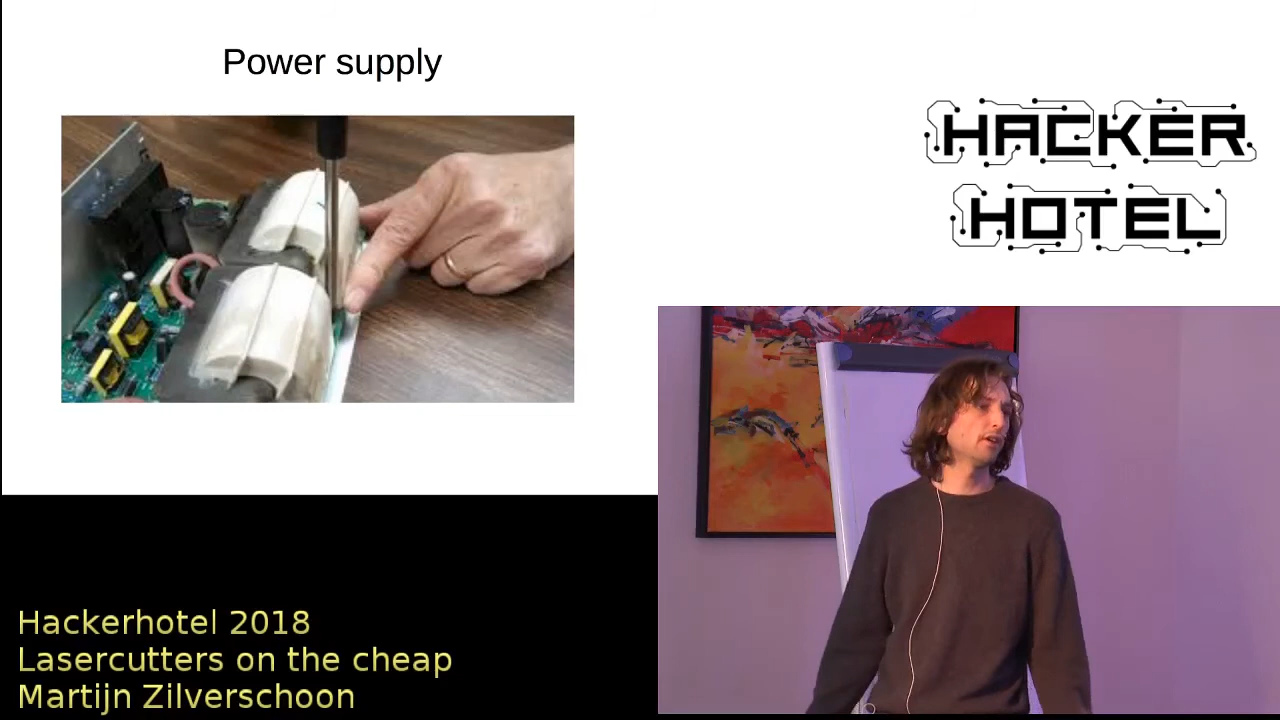 Power supply
HACKER
HOTEL
Hackerhotel 2018
Lasercutters on the cheap
Martijn Zilverschoon